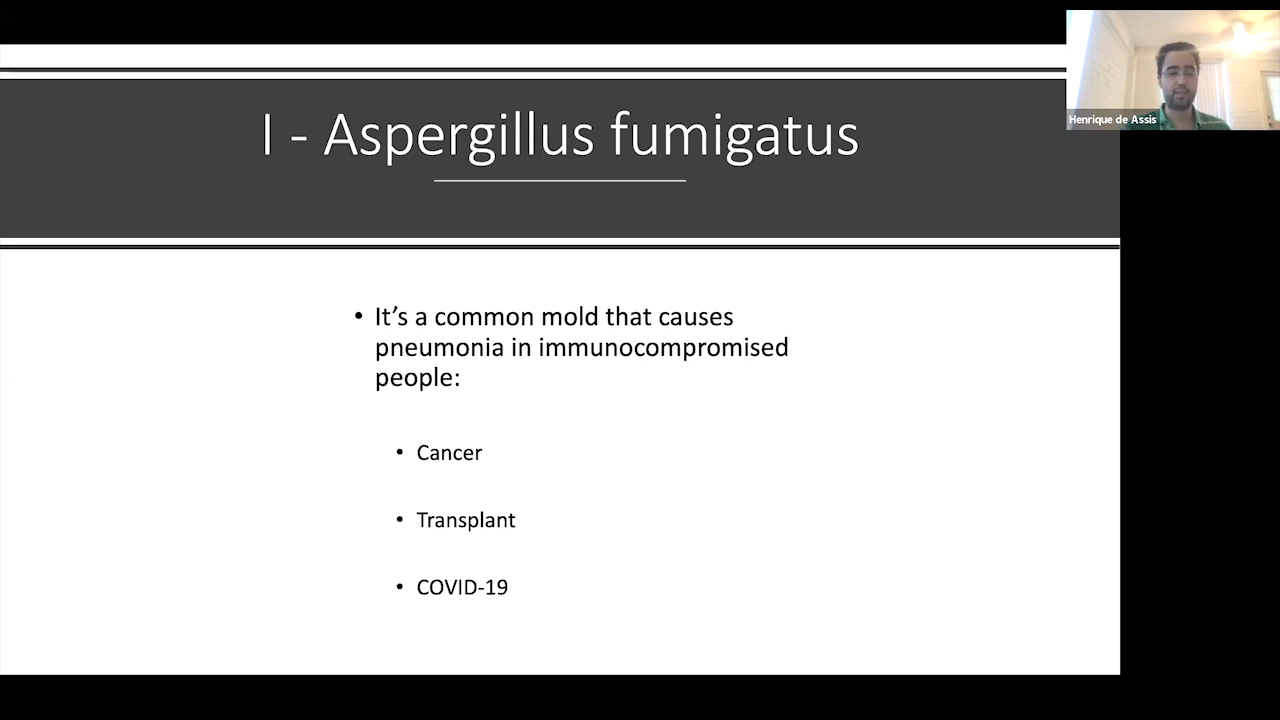 I - Aspergillus fumigatus
Henrique de Assis
• It’s a common mold that causes
pneumonia in immunocompromised
people:
• Cancer
• Transplant
• COVID-19